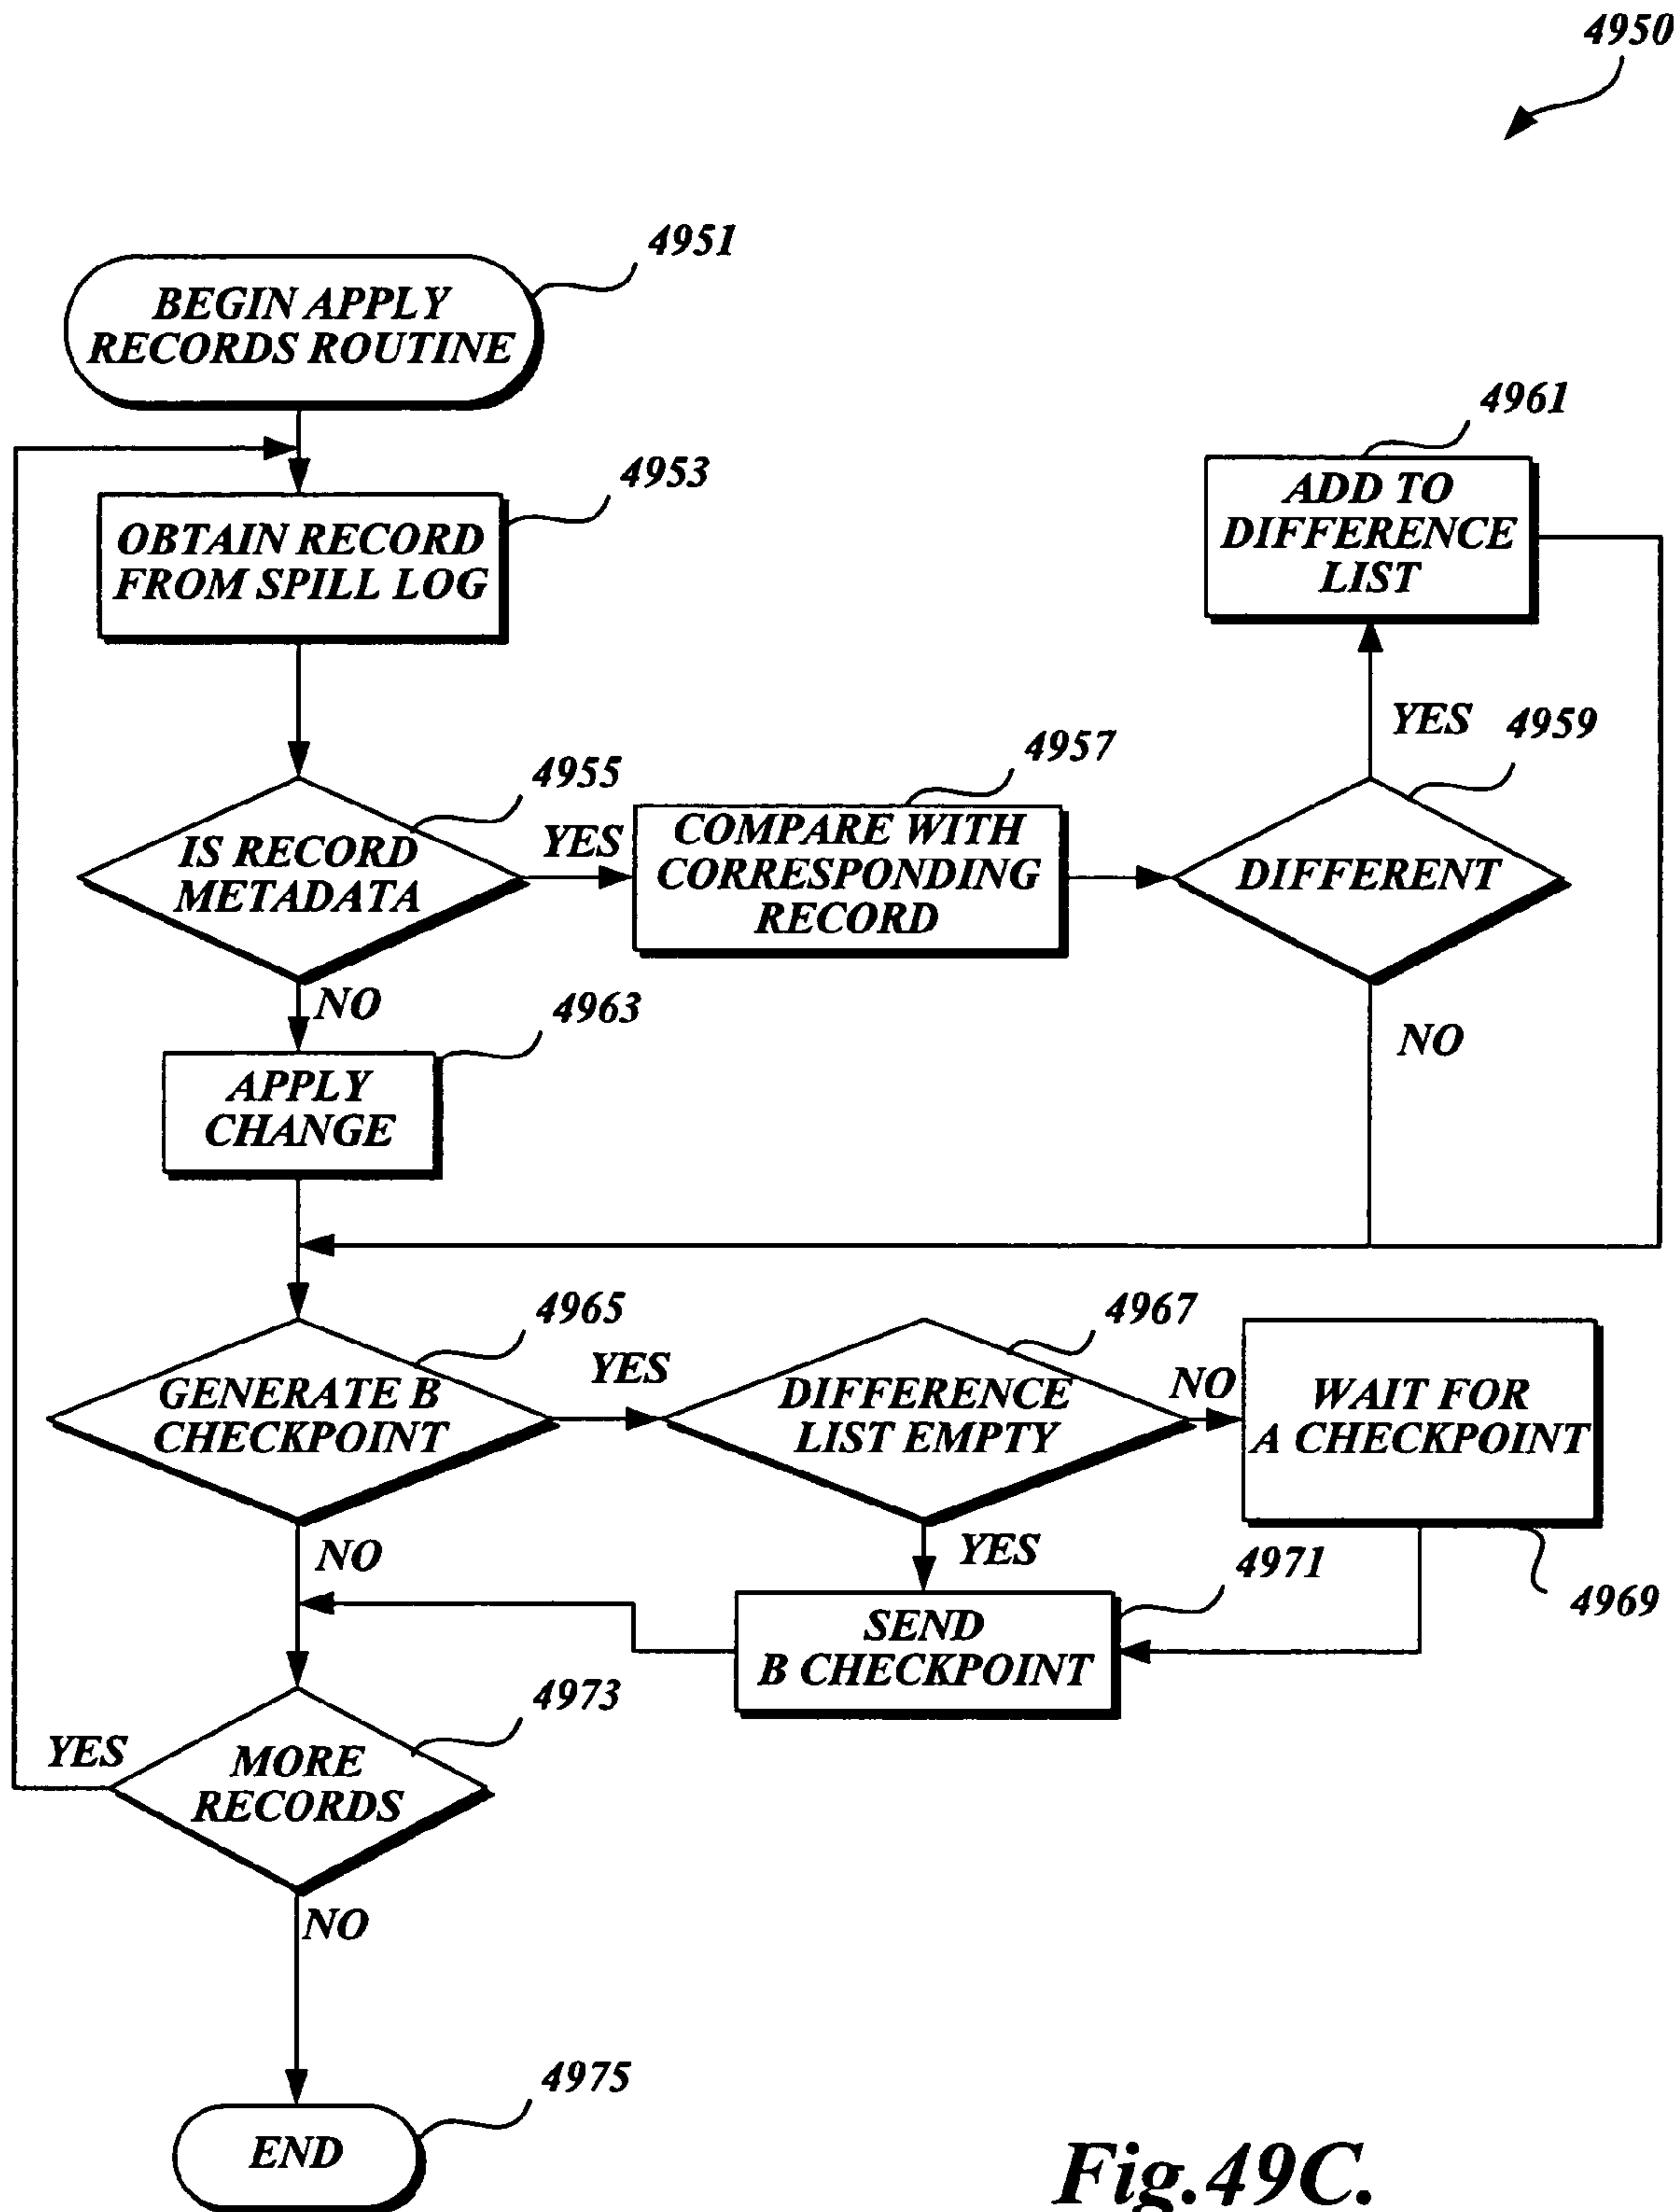 4950
4951
BEGIN APPLY
RECORDS ROUTINE
4953
OBTAIN RECORD
FROM SPILL LOG
4961
ADD TO
DIFFERENCE
LIST
YES
4959
4955
IS RECORD
METADATA
YES
4957
COMPARE WITH
CORRESPONDING
RECORD
DIFFERENT
NO
NO
4963
APPLY
CHANGE
4965
GENERATE B
CHECKPOINT
YES
4967
DIFFERENCE
LIST EMPTY
NO
WAIT FOR
A CHECKPOINT
4969
NO
YES
4971
SEND
B CHECKPOINT
4973
YES
MORE
RECORDS
NO
4975
END
Fig.49C.